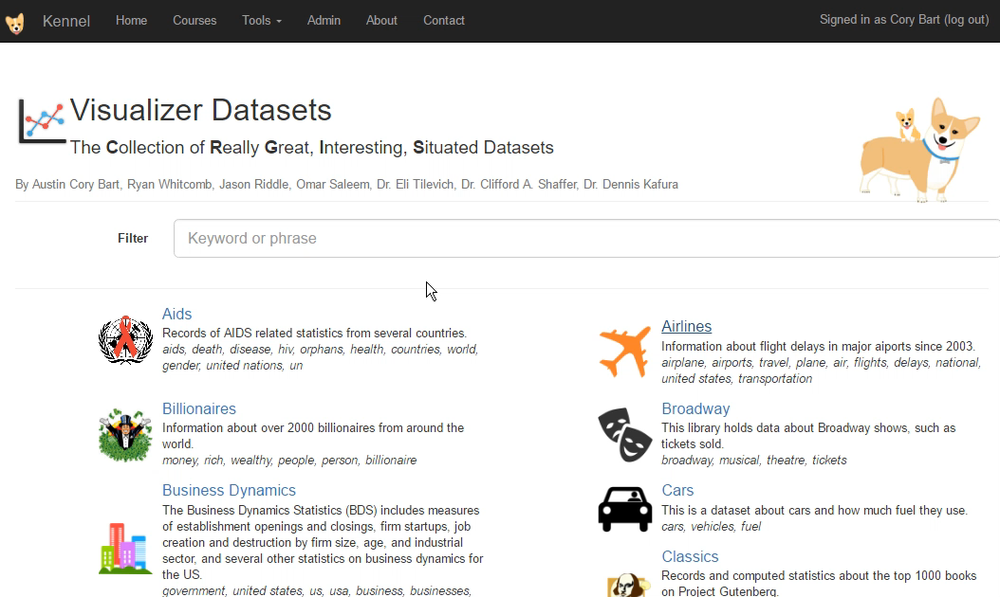 Kennel Home Courses Tools Admin About Contact Signed in as Cory Bart (log out)
Visualizer Datasets
The Collection of Really Great, Interesting, Situated Datasets
By Austin Cory Bart, Ryan Whitcomb, Jason Riddle, Omar Saleem, Dr. Eli Tilevich, Dr. Clifford A. Shaffer, Dr. Dennis Kafura
Filter Keyword or phrase
Aids
Records of AIDS related statistics from several countries.
aids, death, disease, hiv, orphans, health, countries, world,
gender, united nations, un
Airlines
Information about flight delays in major aiports since 2003.
airplane, airports, travel, plane, air, flights, delays, national,
united states, transportation
Billionaires
Information about over 2000 billionaires from around the
world.
money, rich, wealthy, people, person, billionaire
Broadway
This library holds data about Broadway shows, such as
tickets sold.
broadway, musical, theatre, tickets
Business Dynamics
The Business Dynamics Statistics (BDS) includes measures
of establishment openings and closings, firm startups, job
creation and destruction by firm size, age, and industrial
sector, and several other statistics on business dynamics for
the US.
government, united states, us, usa, business, businesses,
Cars
This is a dataset about cars and how much fuel they use.
cars, vehicles, fuel
Classics
Records and computed statistics about the top 1000 books
on Project Gutenberg.